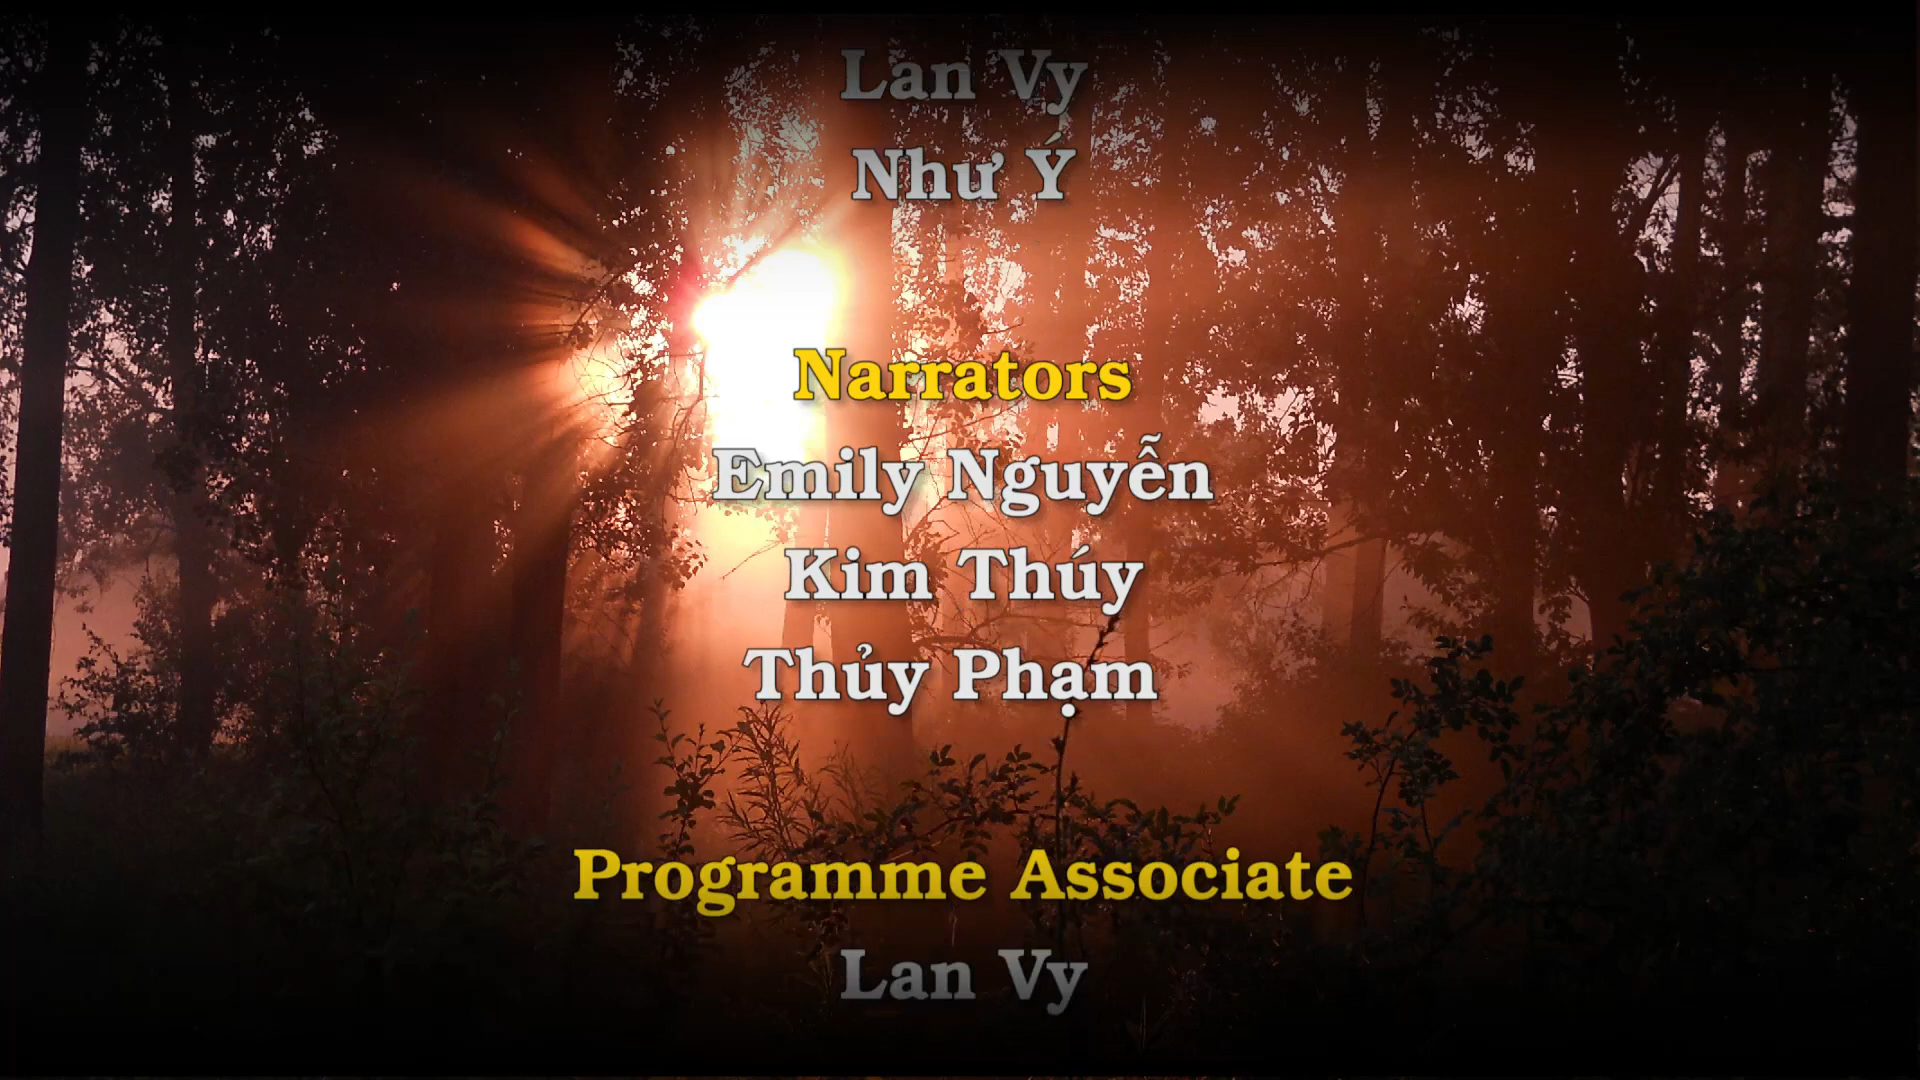 Lan Vy
Như Ý
Narrators
Emily Nguyễn
Kim Thúy
Thủy Phạm
Programme Associate
Lan Vy